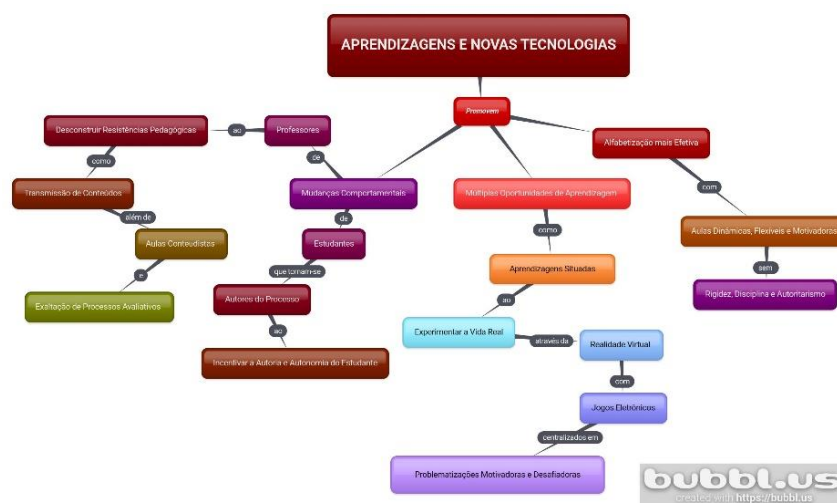 APRENDIZAGENS E NOVAS TECNOLOGIAS
Promovem
Desconstruir Resistências Pedagógicas
ao
Professores
Alfabetização mais Efetiva
como
de
com
Transmissão de Conteúdos
Mudanças Comportamentais
Múltiplas Oportunidades de Aprendizagem
além de
de
como
Aulas Dinâmicas, Flexíveis e Motivadoras
Aulas Conteudistas
Estudantes
e
que tornam-se
Aprendizagens Situadas
sem
Exaltação de Processos Avaliativos
Autores do Processo
ao
Rigidez, Disciplina e Autoritarismo
ao
Experimentar a Vida Real
através da
Realidade Virtual
Incentivar a Autoria e Autonomia do Estudante
com
Jogos Eletrônicos
centralizados em
Problematizações Motivadoras e Desafiadoras
bubbl.us
created with https://bubbl.us